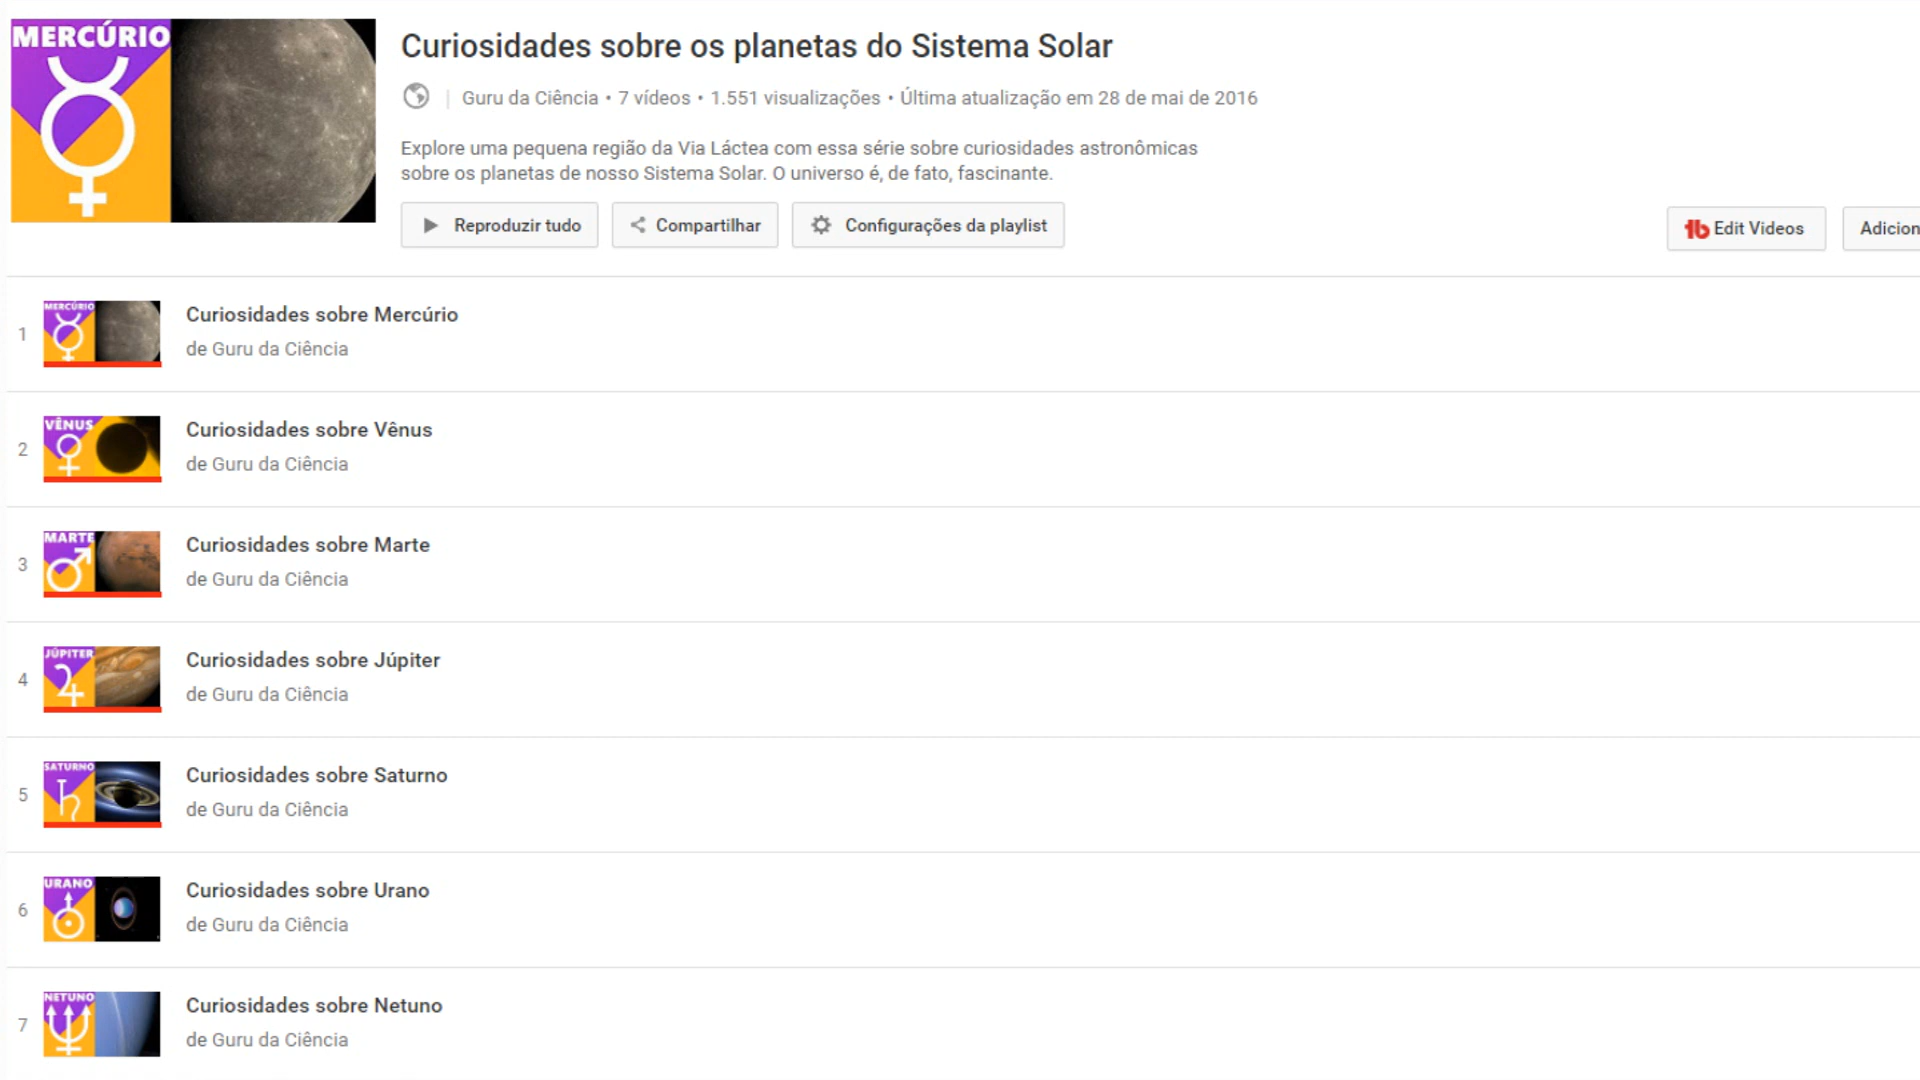 MERCÚRIO
Curiosidades sobre os planetas do Sistema Solar
Guru da Ciência • 7 vídeos • 1.551 visualizações • Última atualização em 28 de mai de 2016
Explore uma pequena região da Via Láctea com essa série sobre curiosidades astronômicas
sobre os planetas de nosso Sistema Solar. O universo é, de fato, fascinante.
Reproduzir tudo
Compartilhar
Configurações da playlist
tb Edit Videos
Adicion
1
MERCÚRIO
Curiosidades sobre Mercúrio
de Guru da Ciência
2
VÊNUS
Curiosidades sobre Vênus
de Guru da Ciência
3
MARTE
Curiosidades sobre Marte
de Guru da Ciência
4
JÚPITER
Curiosidades sobre Júpiter
de Guru da Ciência
5
SATURNO
Curiosidades sobre Saturno
de Guru da Ciência
6
URANO
Curiosidades sobre Urano
de Guru da Ciência
7
NETUNO
Curiosidades sobre Netuno
de Guru da Ciência